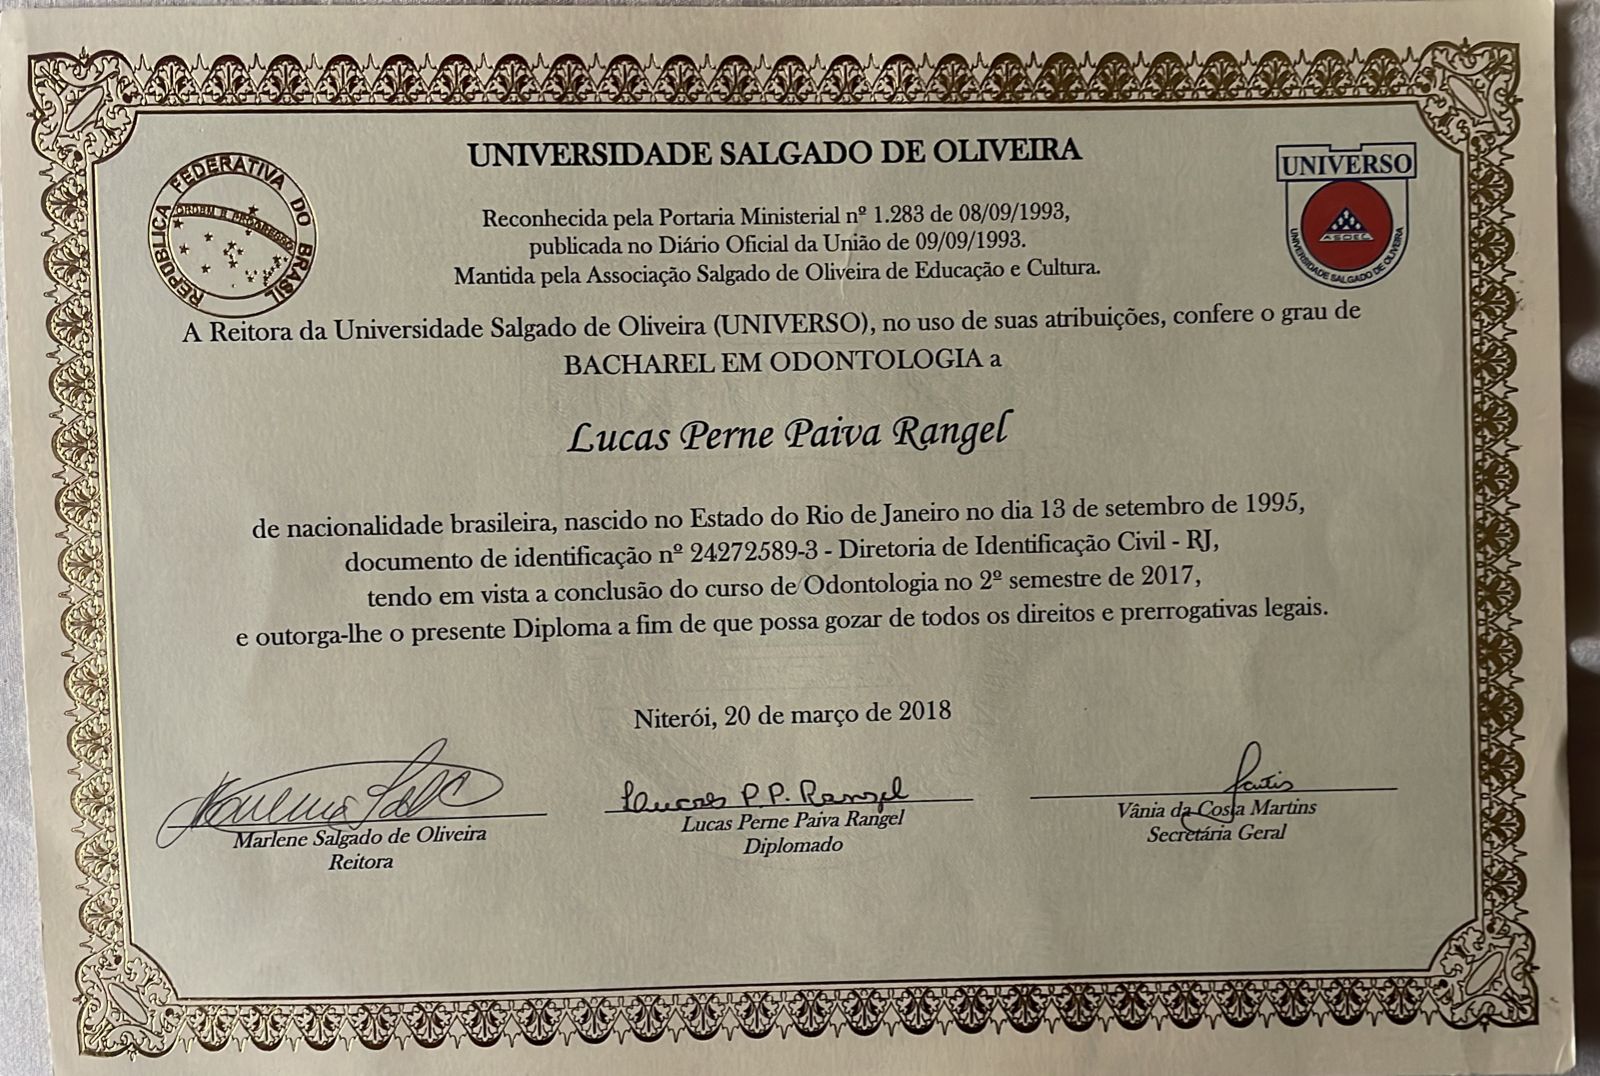 UNIVERSIDADE SALGADO DE OLIVEIRA
REPÚBLICA FEDERATIVA DO BRASIL
ORDEM E PROGRESSO
UNIVERSO
ASOEC
UNIVERSIDADE SALGADO DE OLIVEIRA
Reconhecida pela Portaria Ministerial nº 1.283 de 08/09/1993,
publicada no Diário Oficial da União de 09/09/1993.
Mantida pela Associação Salgado de Oliveira de Educação e Cultura.
A Reitora da Universidade Salgado de Oliveira (UNIVERSO), no uso de suas atribuições, confere o grau de
BACHAREL EM ODONTOLOGIA a
Lucas Perne Paiva Rangel
de nacionalidade brasileira, nascido no Estado do Rio de Janeiro no dia 13 de setembro de 1995,
documento de identificação nº 24272589-3 - Diretoria de Identificação Civil - RJ,
tendo em vista a conclusão do curso de Odontologia no 2º semestre de 2017,
e outorga-lhe o presente Diploma a fim de que possa gozar de todos os direitos e prerrogativas legais.
Niterói, 20 de março de 2018
Lucas P.P. Rangel
Marlene Salgado de Oliveira
Reitora
Lucas Perne Paiva Rangel
Diplomado
Vânia da Costa Martins
Secretária Geral